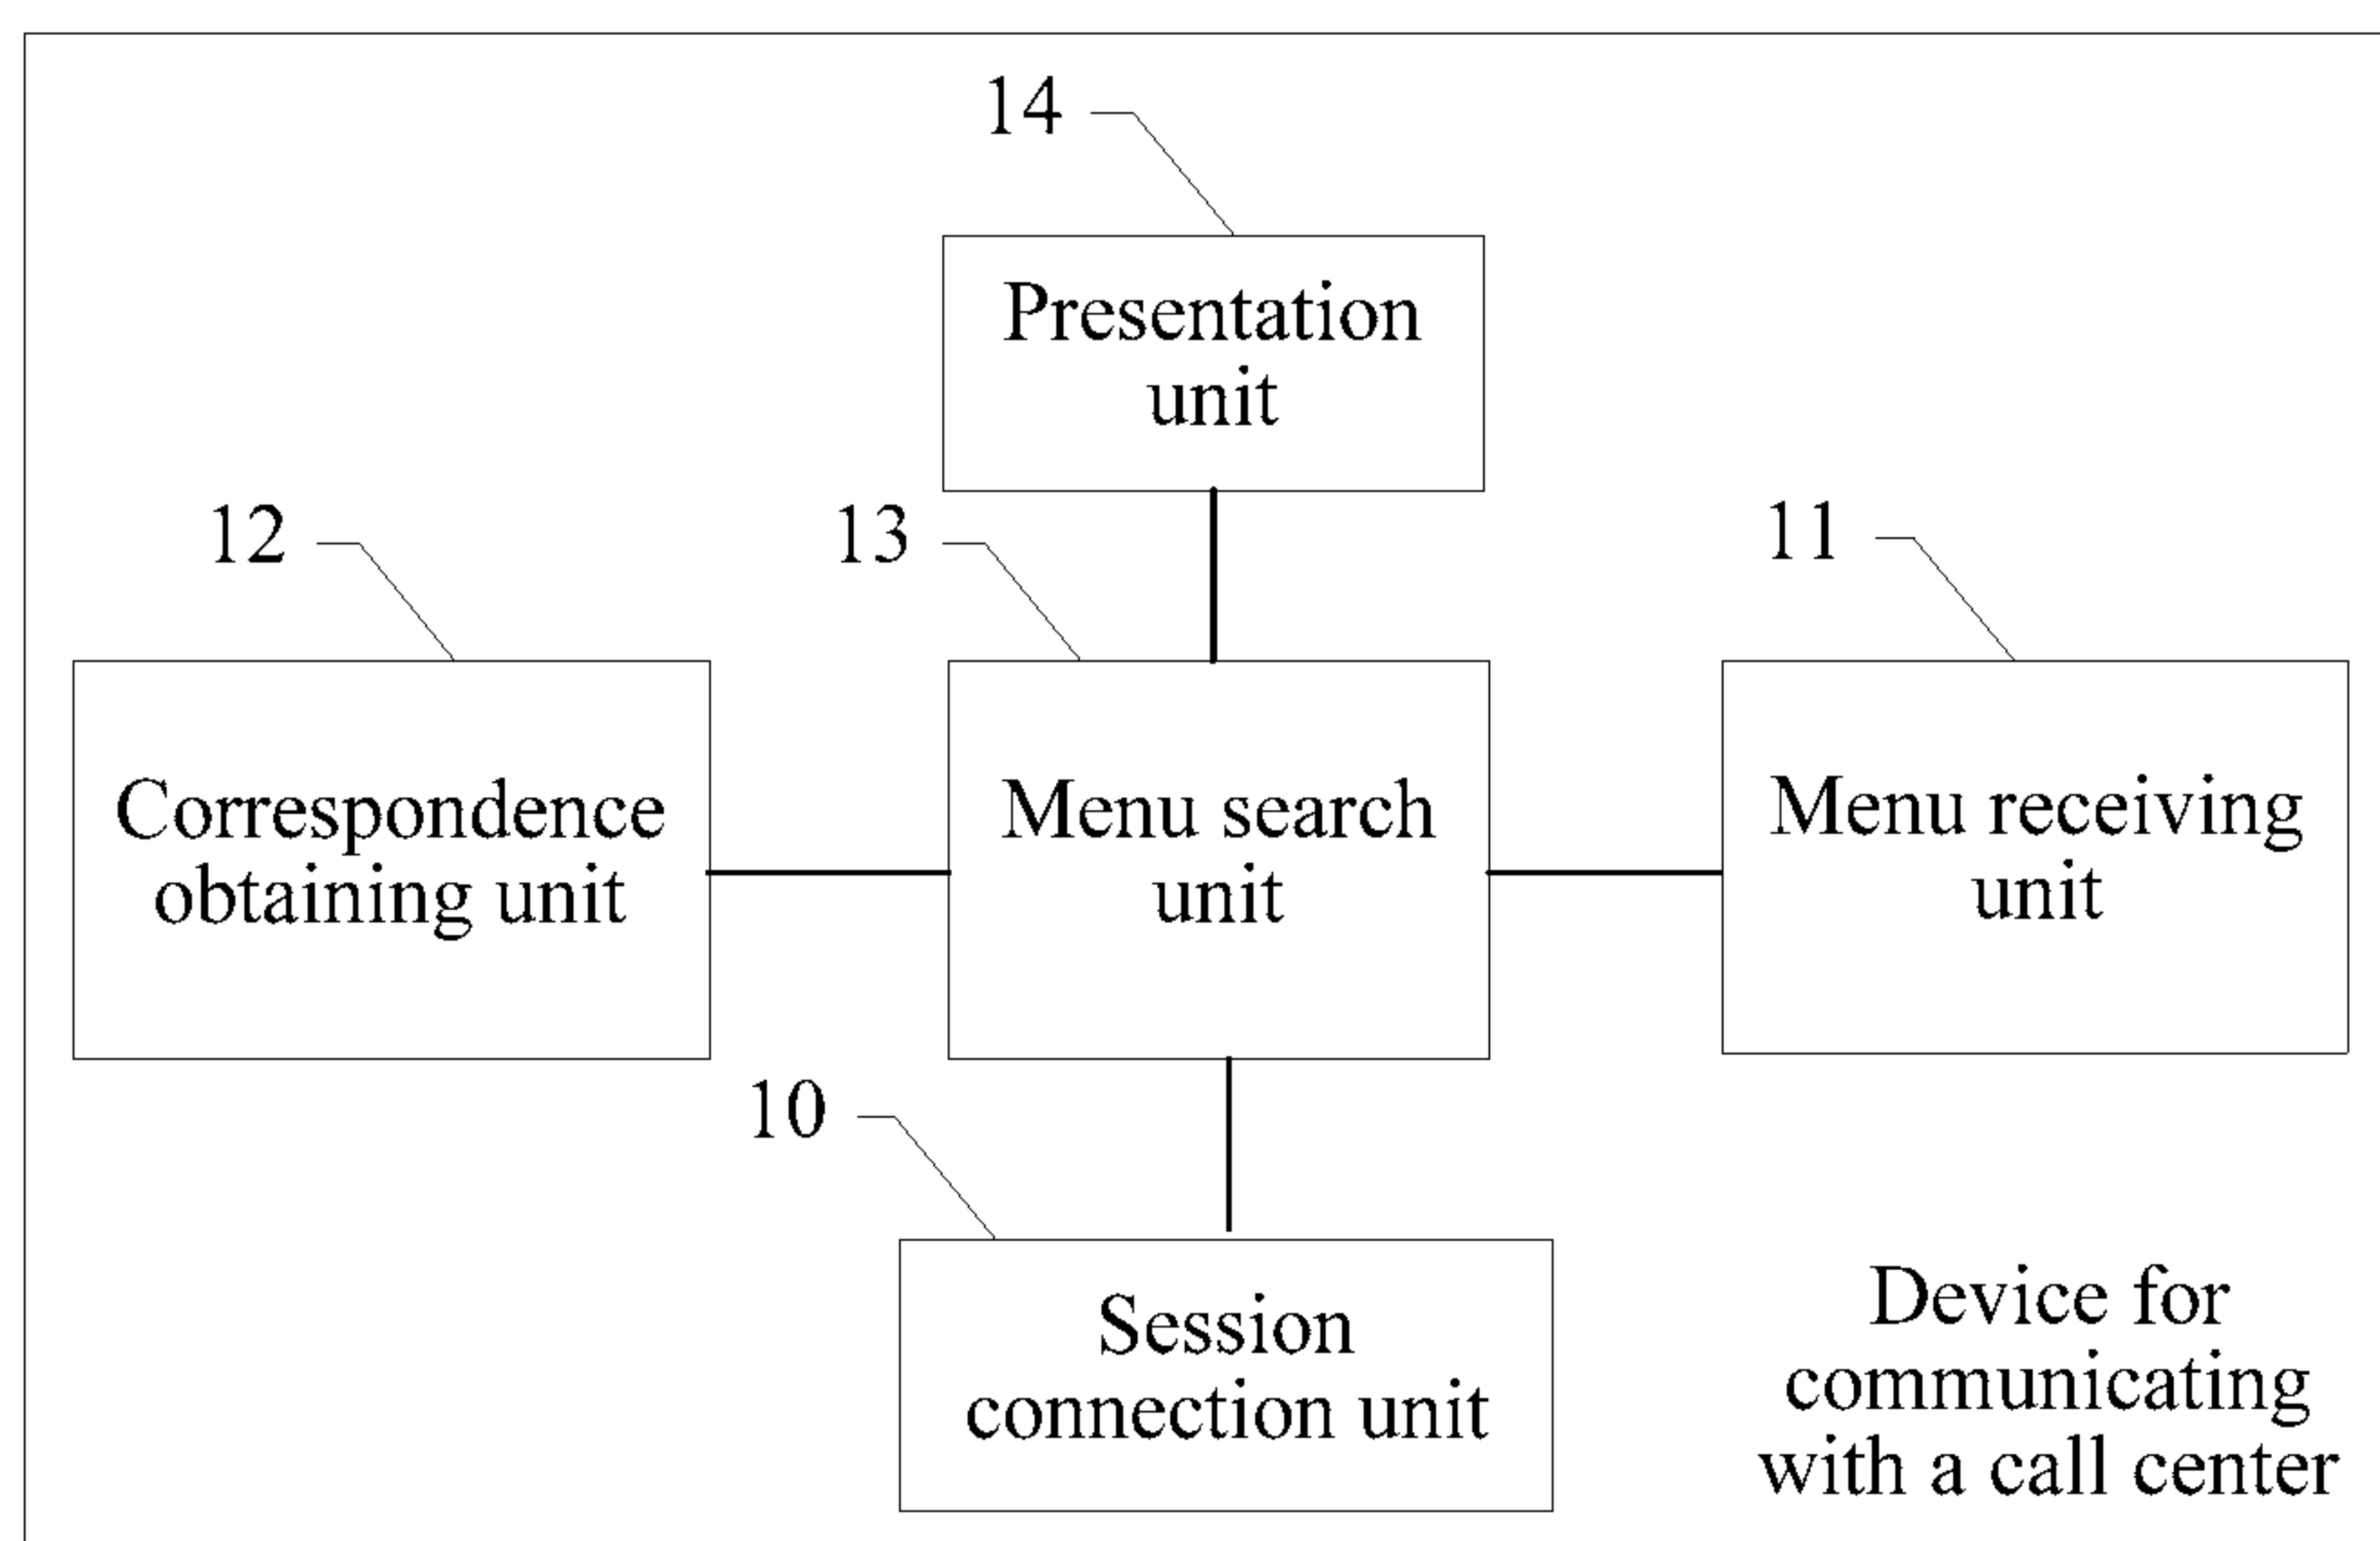 14
Presentation
unit
12
13
11
Correspondence
obtaining unit
Menu search
unit
Menu receiving
unit
10
Session
connection unit
Device for
communicating
with a call center